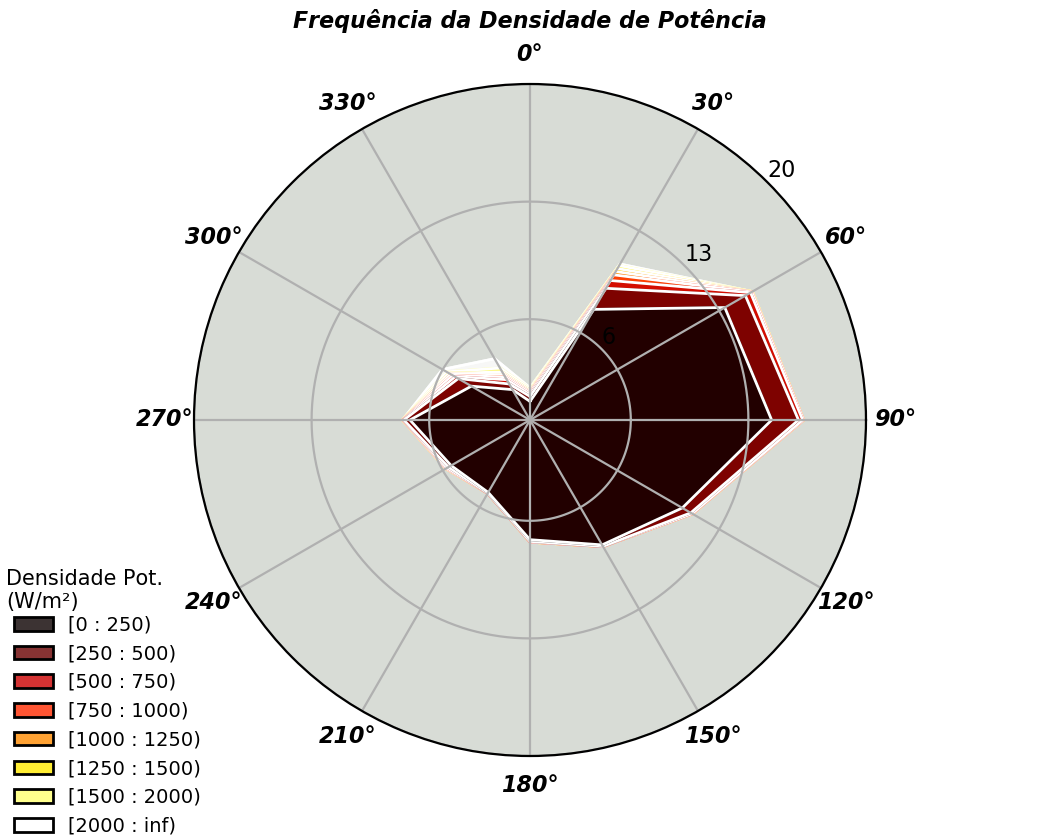 Frequência da Densidade de Potência
0°
330°
30°
20
300°
60°
13
6
270°
90°
240°
120°
210°
150°
180°
Densidade Pot.
(W/m²)
[0 : 250)
[250 : 500)
[500 : 750)
[750 : 1000)
[1000 : 1250)
[1250 : 1500)
[1500 : 2000)
[2000 : inf)